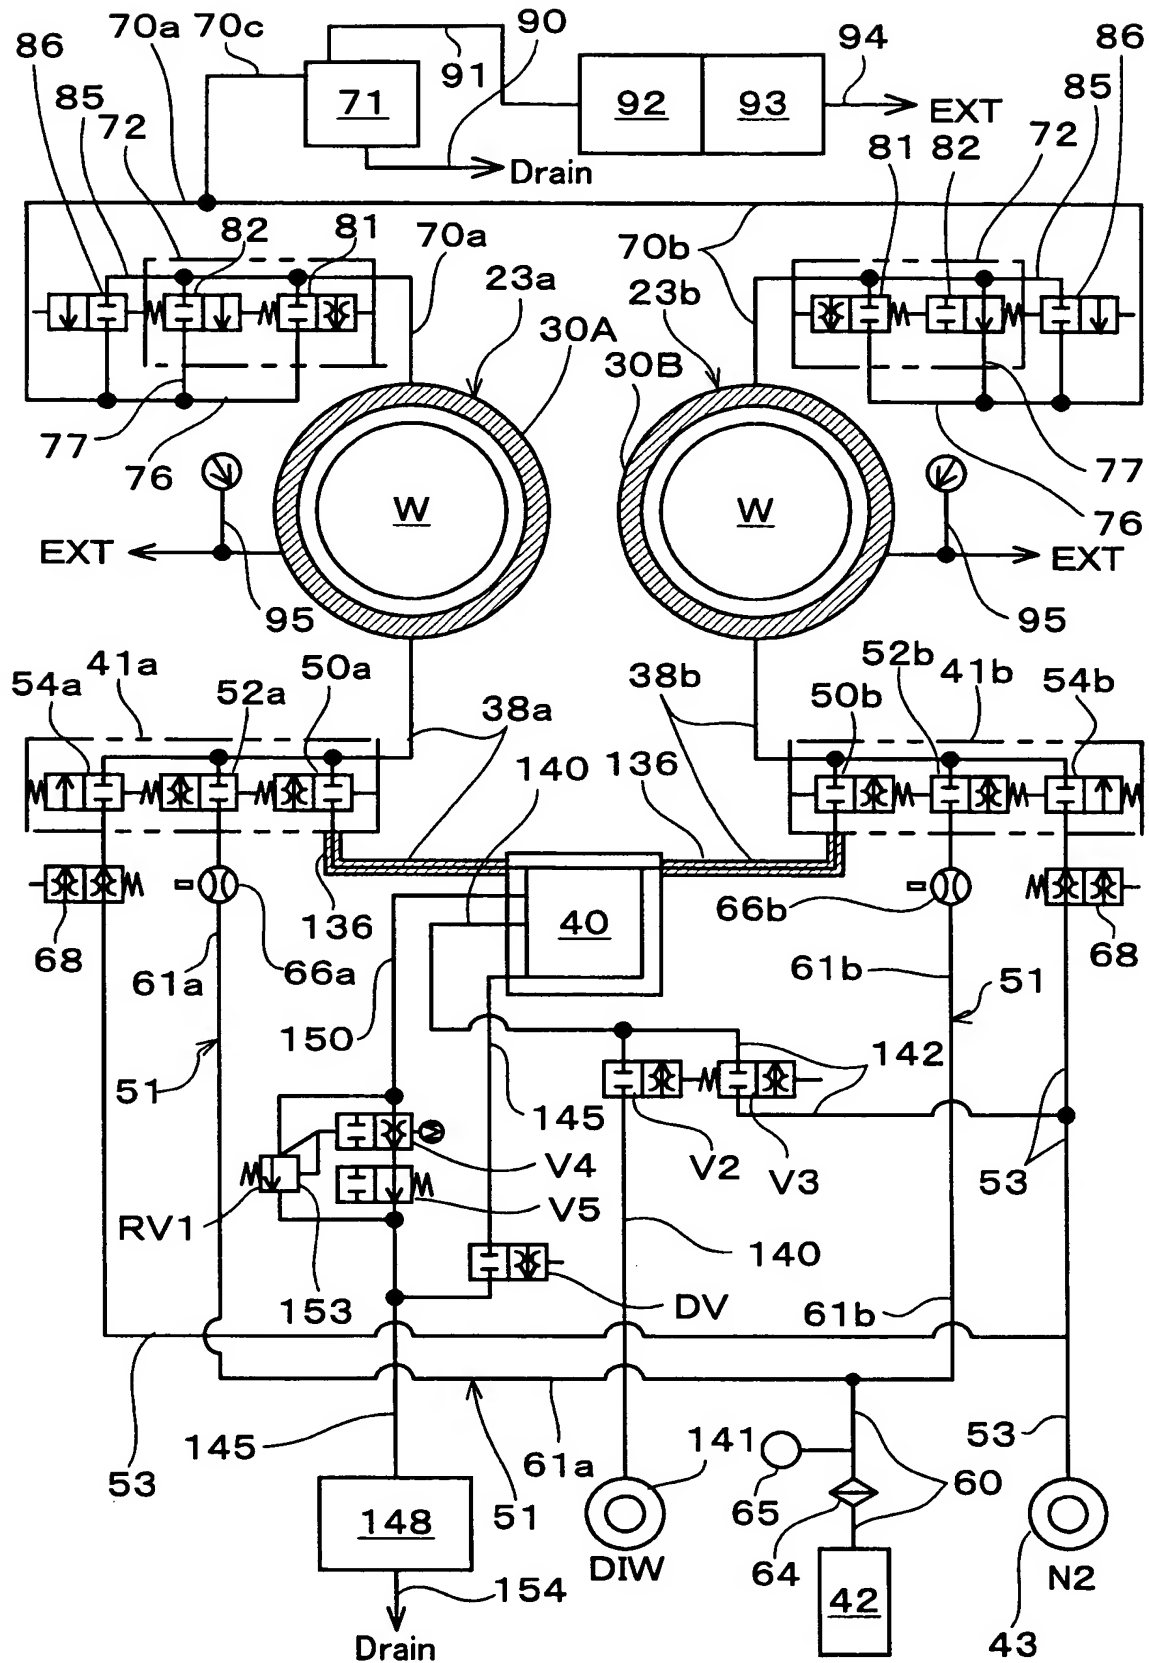 70a 70c 90 94 86
86 91
85 71 92 93 85
72 EXT
Drain 81 82 72
82 81 70a 70b
23a 23b
30A 30B
77 76 W W 77
76
EXT EXT
95 95
54a 41a 52a 50a 38a 38b 50b 52b 41b 54b
140 136
68 61a 66a 136 40 66b 61b 68
51
150 142
51 145 53
V4 V2 V3
RV1 V5
140
153 DV 61b
53 145 61a 51 141 65 60 53
148 64
DIW 42 N2
154 43
Drain